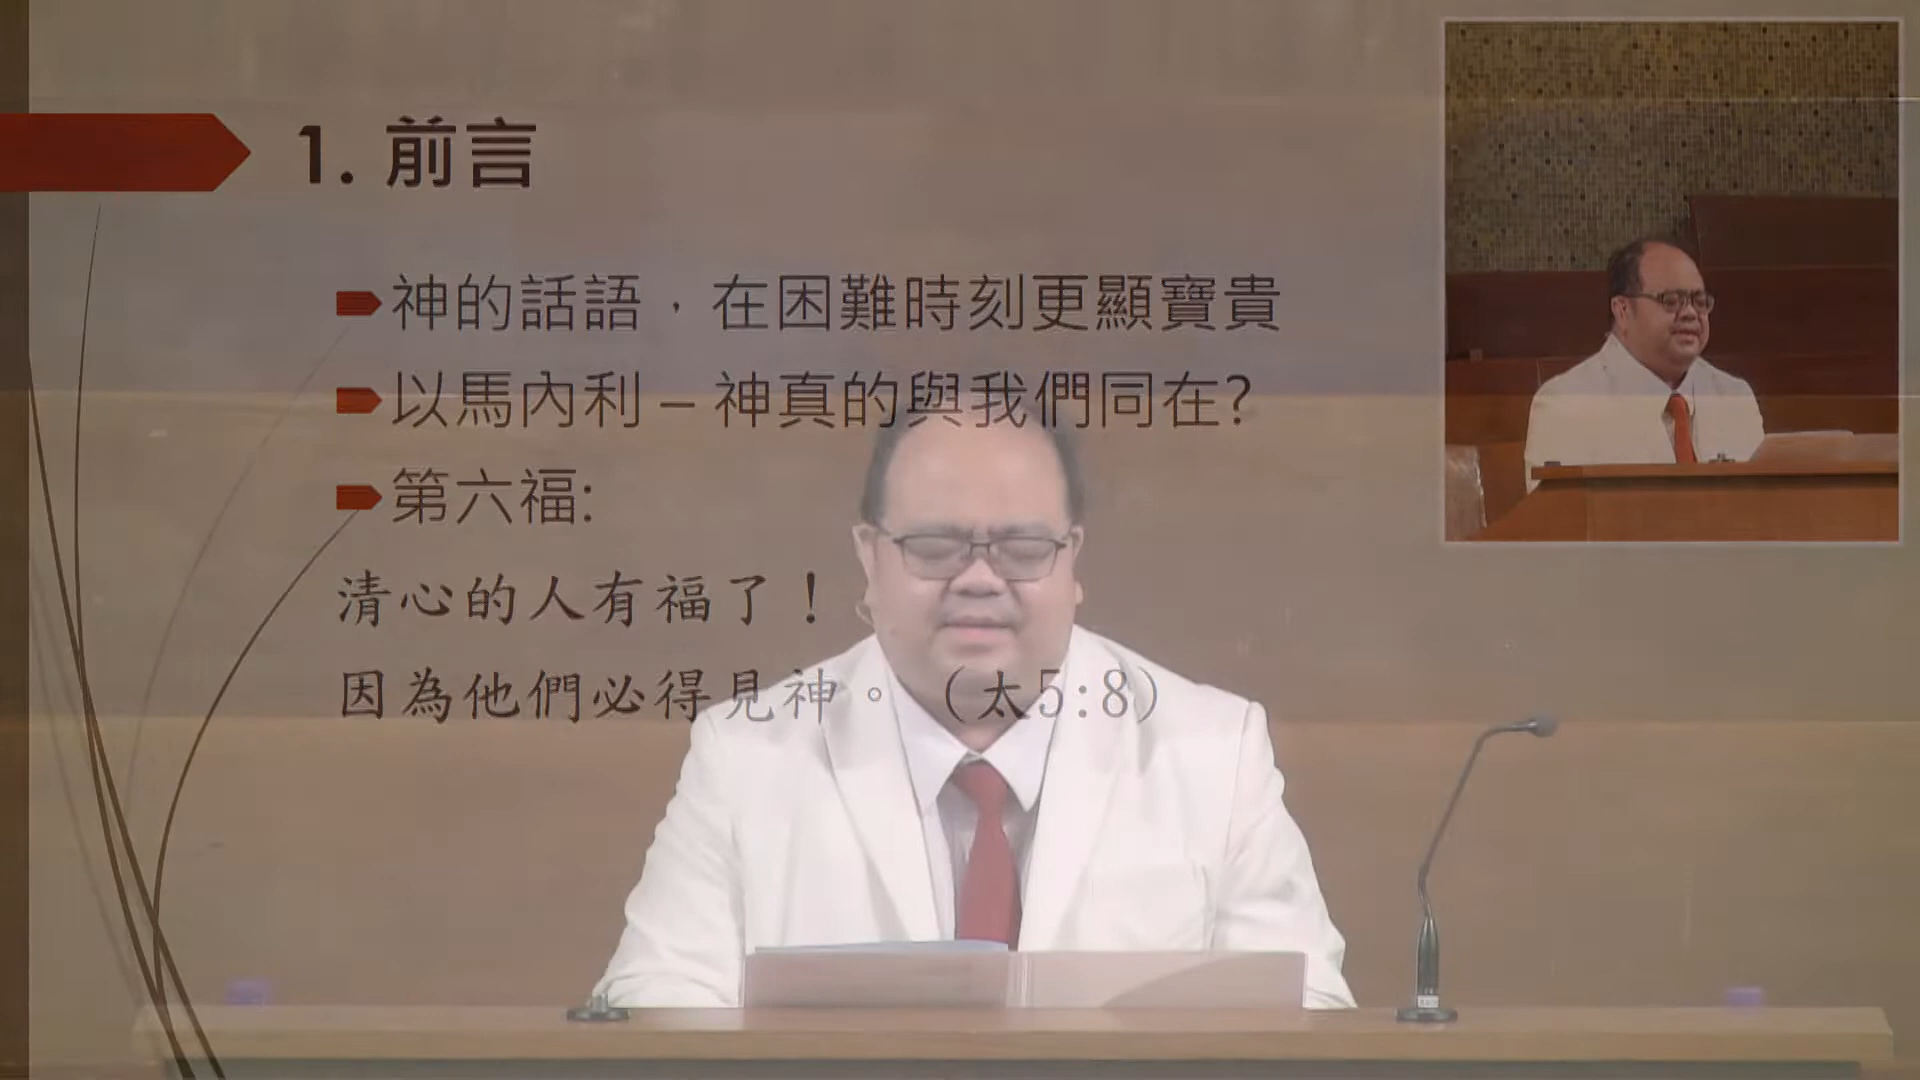 1. 前言
神的話語，在困難時刻更顯寶貴
以馬內利 – 神真的與我們同在?
第六福:
清心的人有福了！
因為他們必得見神。（太5:8）